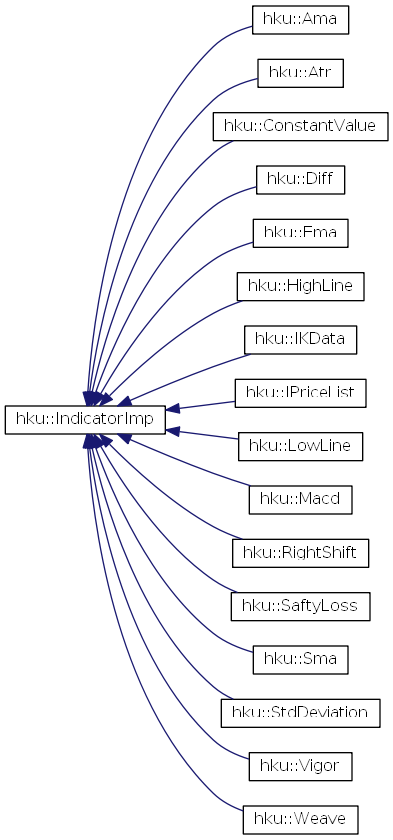 hku::Ama
hku::Atr
hku::ConstantValue
hku::Diff
hku::Ema
hku::HighLine
hku::IKData
hku::IPriceList
hku::IndicatorImp
hku::LowLine
hku::Macd
hku::RightShift
hku::SaftyLoss
hku::Sma
hku::StdDeviation
hku::Vigor
hku::Weave